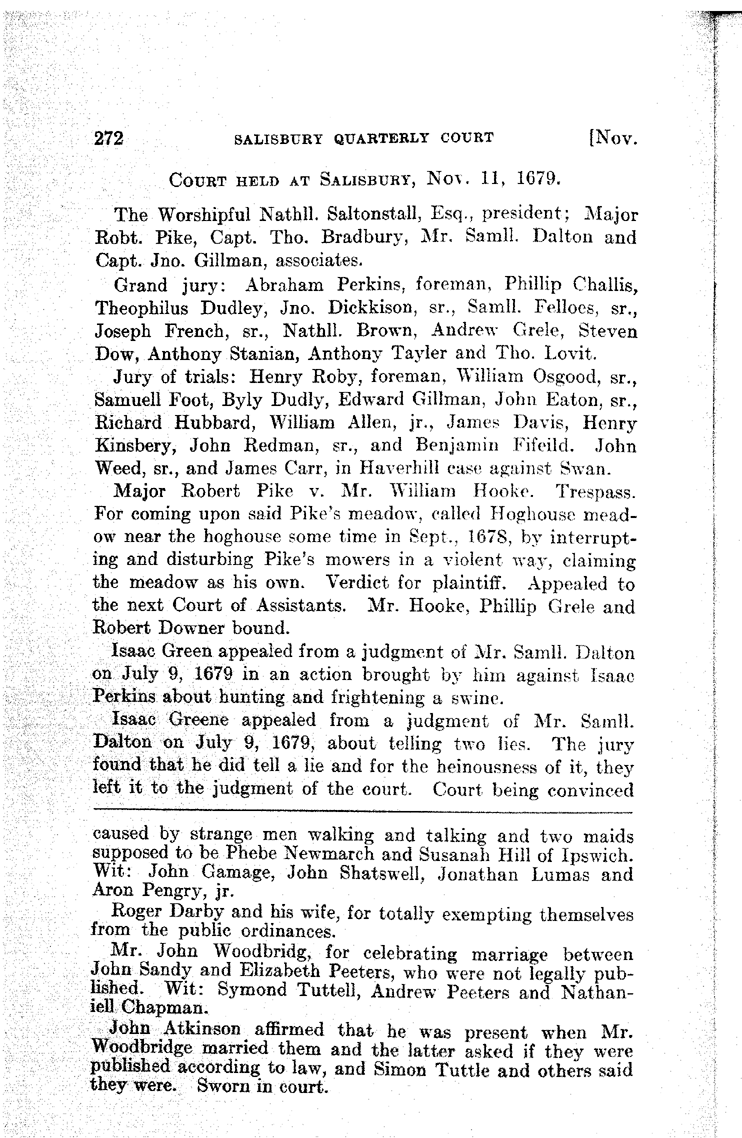 272 SALISBURY QUARTERLY COURT [Nov.
COURT HELD AT SALISBURY, NOV. 11, 1679.
The Worshipful Nathll. Saltonstall, Esq., president; Major
Robt. Pike, Capt. Tho. Bradbury, Mr. Samll. Dalton and
Capt. Jno. Gillman, associates.
Grand jury: Abraham Perkins, foreman, Phillip Challis,
Theophilus Dudley, Jno. Dickkison, sr., Samll. Felloes, sr.,
Joseph French, sr., Nathll. Brown, Andrew Grele, Steven
Dow, Anthony Stanian, Anthony Tayler and Tho. Lovit.
Jury of trials: Henry Roby, foreman, William Osgood, sr.,
Samuell Foot, Byly Dudly, Edward Gillman, John Eaton, sr.,
Richard Hubbard, William Allen, jr., James Davis, Henry
Kinsbery, John Redman, sr., and Benjamin Fifeild. John
Weed, sr., and James Carr, in Haverhill case against Swan.
Major Robert Pike v. Mr. William Hooke. Trespass.
For coming upon said Pike's meadow, called Hoghouse mead-
ow near the hoghouse some time in Sept., 1678, by interrupt-
ing and disturbing Pike's mowers in a violent way, claiming
the meadow as his own. Verdict for plaintiff. Appealed to
the next Court of Assistants. Mr. Hooke, Phillip Grele and
Robert Downer bound.
Isaac Green appealed from a judgment of Mr. Samll. Dalton
on July 9, 1679 in an action brought by him against Isaac
Perkins about hunting and frightening a swine.
Isaac Greene appealed from a judgment of Mr. Samll.
Dalton on July 9, 1679, about telling two lies. The jury
found that he did tell a lie and for the heinousness of it, they
left it to the judgment of the court. Court being convinced
caused by strange men walking and talking and two maids
supposed to be Phebe Newmarch and Susanah Hill of Ipswich.
Wit: John Gamage, John Shatswell, Jonathan Lumas and
Aron Pengry, jr.
Roger Darby and his wife, for totally exempting themselves
from the public ordinances.
Mr. John Woodbridg, for celebrating marriage between
John Sandy and Elizabeth Peeters, who were not legally pub-
lished. Wit: Symond Tuttell, Andrew Peeters and Nathan-
iell Chapman.
John Atkinson affirmed that he was present when Mr.
Woodbridge married them and the latter asked if they were
published according to law, and Simon Tuttle and others said
they were. Sworn in court.